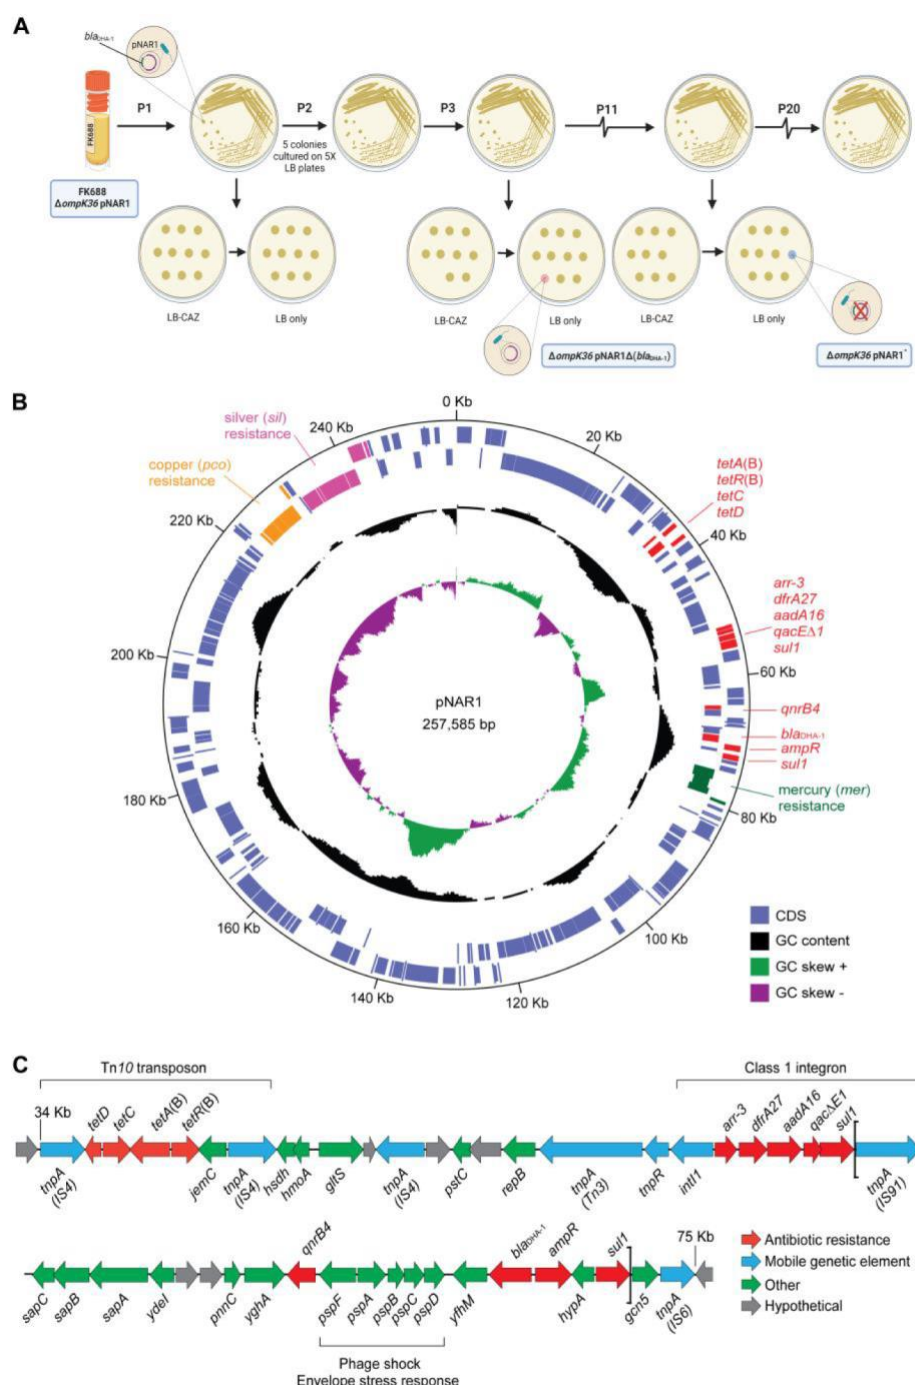 A
blaDHA-1
pNAR1
P1
P2
P3
P11
P20
5 colonies
cultured on 5X
LB plates
FK688
FK688
ΔompK36 pNAR1
LB-CAZ
LB only
LB-CAZ
LB only
LB-CAZ
LB only
ΔompK36 pNAR1Δ(blaDHA-1)
ΔompK36 pNAR1-
B
0 Kb
20 Kb
40 Kb
60 Kb
80 Kb
100 Kb
120 Kb
140 Kb
160 Kb
180 Kb
200 Kb
220 Kb
240 Kb
silver (sil)
resistance
copper (pco)
resistance
tetA(B)
tetR(B)
tetC
tetD
arr-3
dfrA27
aadA16
qacEΔ1
sul1
qnrB4
blaDHA-1
ampR
sul1
mercury (mer)
resistance
pNAR1
257,585 bp
CDS
GC content
GC skew +
GC skew -
C
Tn10 transposon
Class 1 integron
34 Kb
tetD
tetC
tetA(B)
tetR(B)
arr-3
dfrA27
aadA16
qacΔE1
sul1
tnpA
(IS4)
jemC
tnpA
(IS4)
hsdh
hmoA
gltS
tnpA
(IS4)
pstC
repB
tnpA
(Tn3)
tnpR
intI1
tnpA
(IS91)
qnrB4
blaDHA-1
ampR
sul1
75 Kb
sapC
sapB
sapA
ydeI
pnnC
yghA
pspF
pspA
pspB
pspC
pspD
yfhM
hypA
gcn5
tnpA
(IS6)
Phage shock
Envelope stress response
Antibiotic resistance
Mobile genetic element
Other
Hypothetical